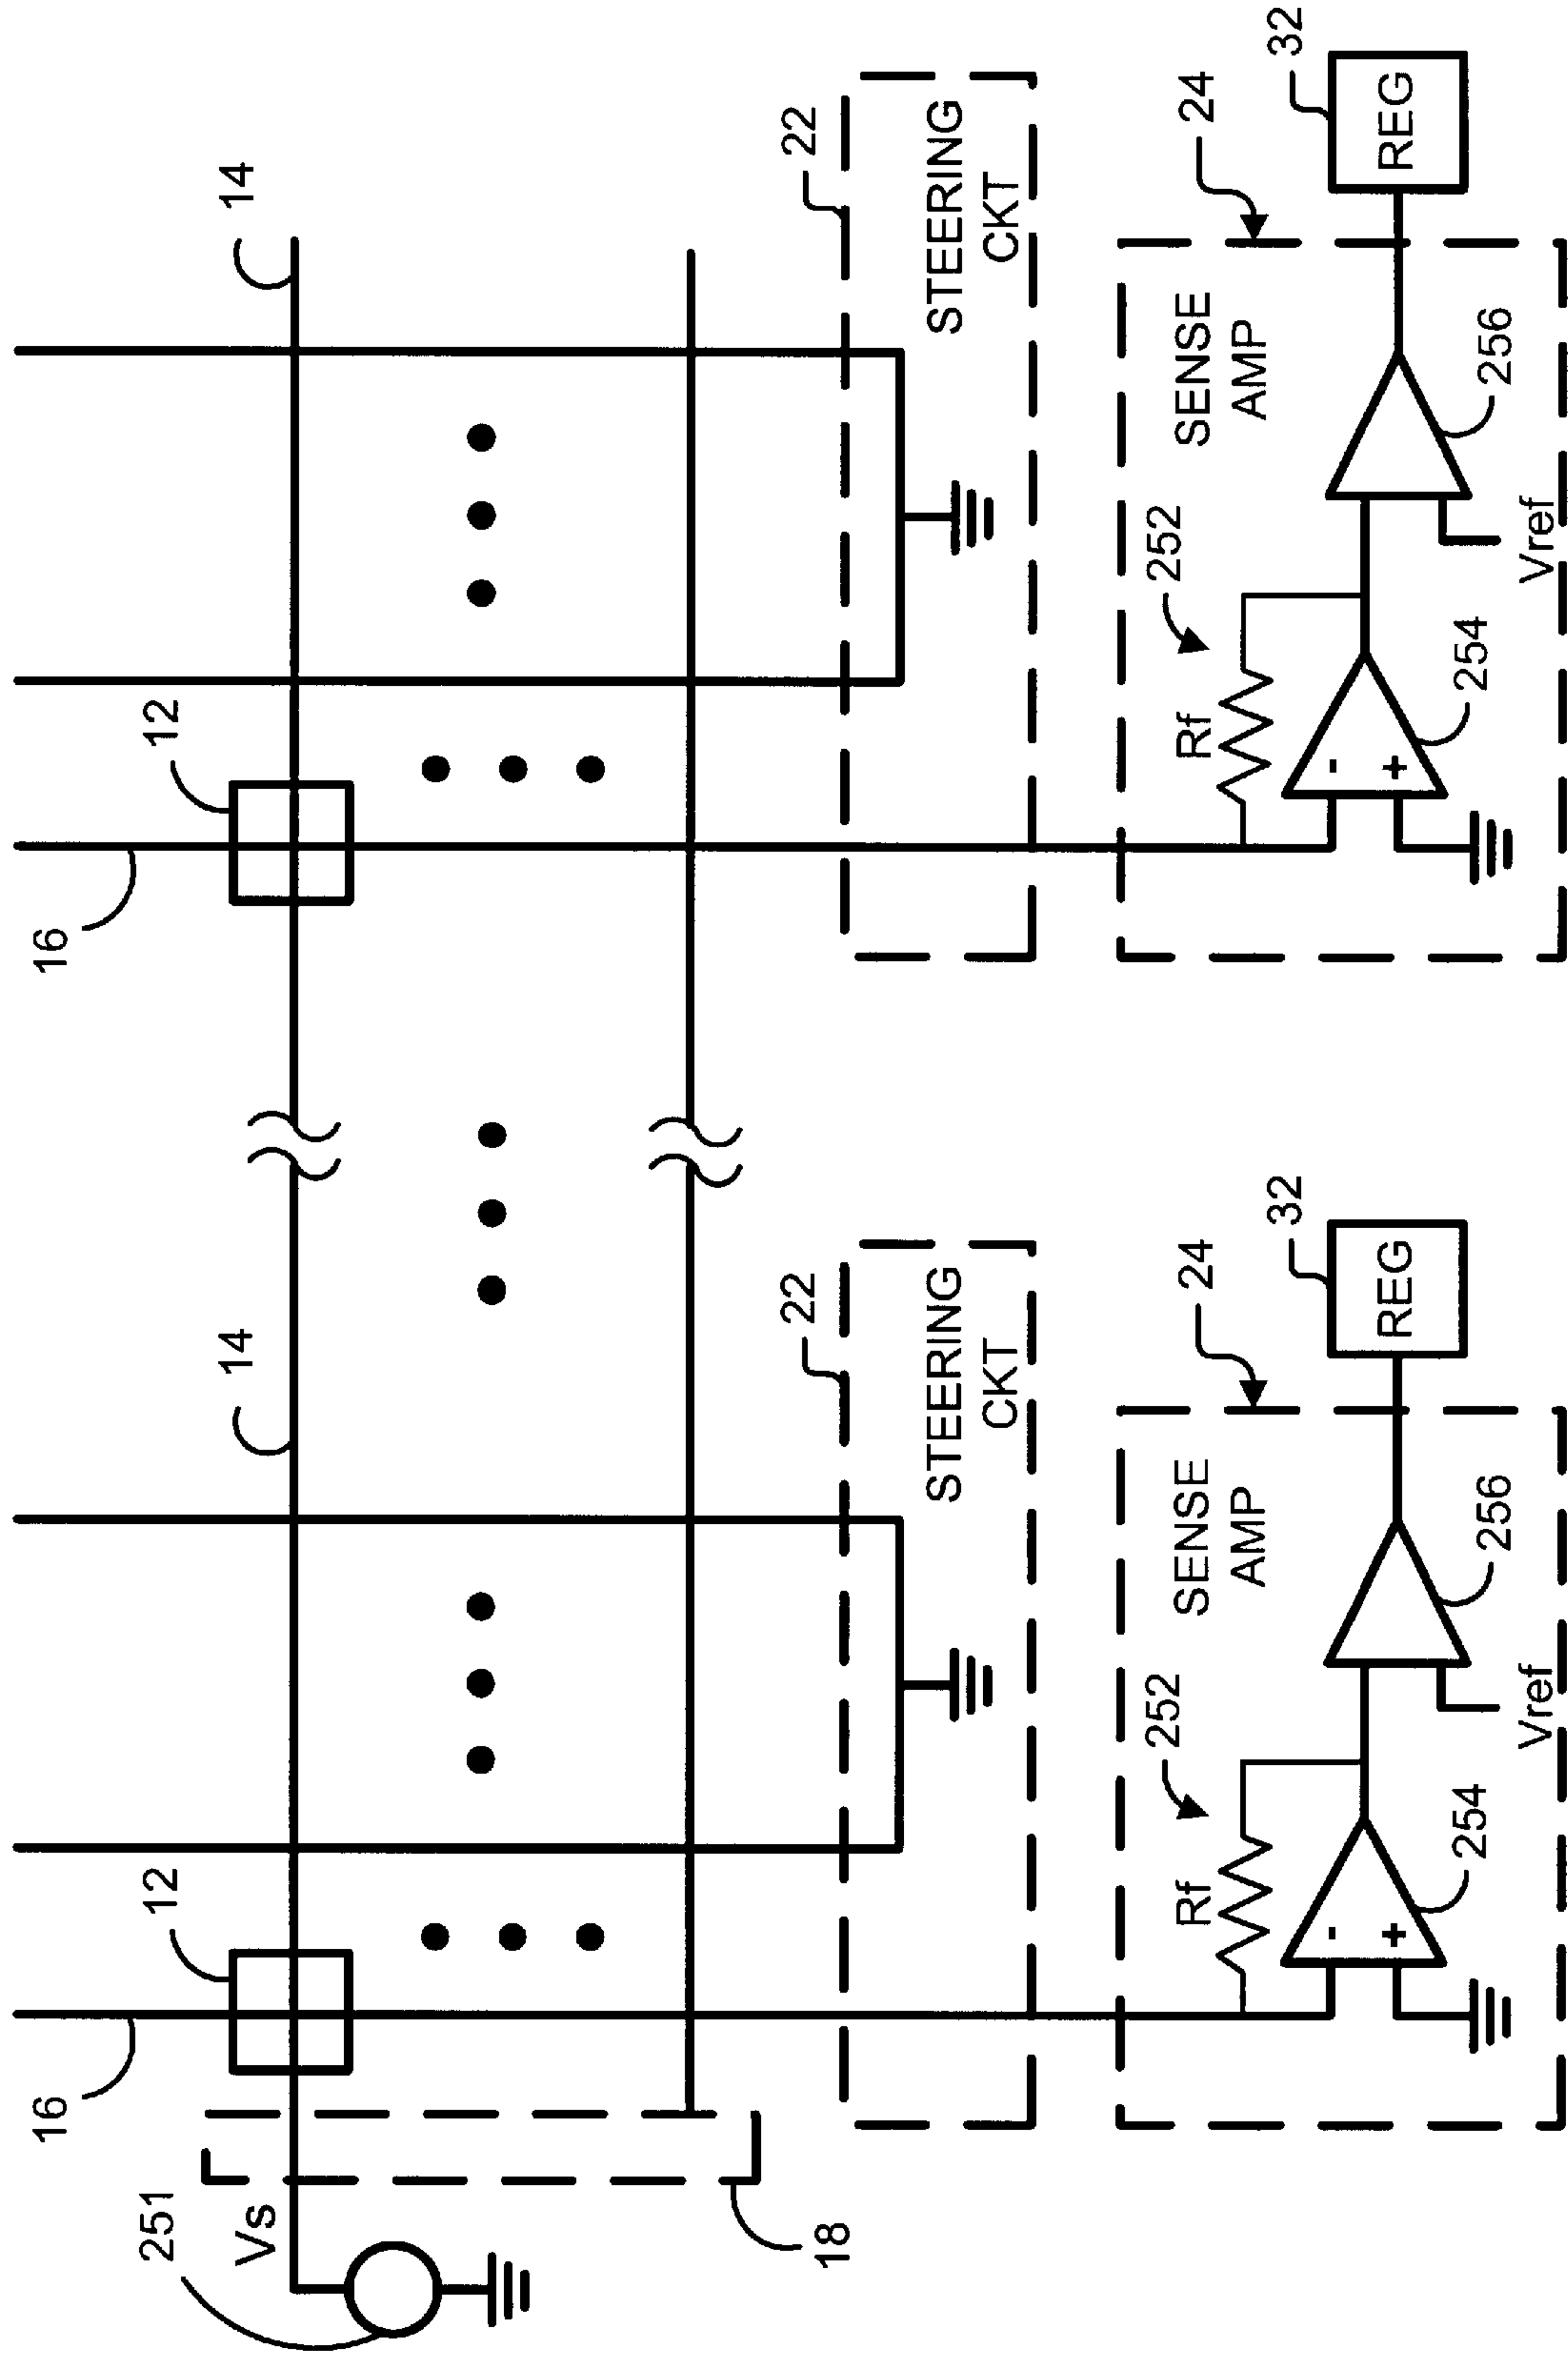 16
16
251
12
12
Vs
14
14
18
22
22
STEERING
CKT
STEERING
CKT
252
252
Rf
SENSE
AMP
24
Rf
SENSE
AMP
24
32
32
-
+
REG
-
+
REG
254
256
254
256
Vref
Vref